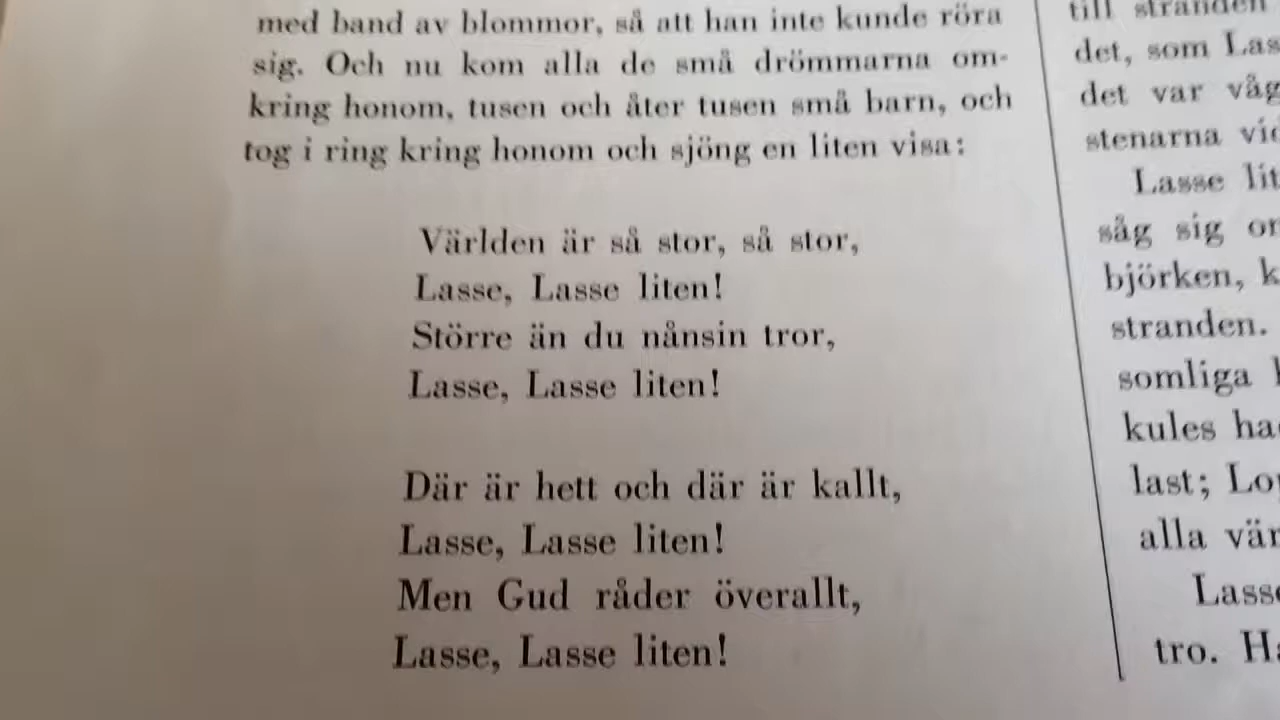 med band av blommor, så att han inte kunde röra
sig. Och nu kom alla de små drömmarna om-
kring honom, tusen och åter tusen små barn, och
tog i ring kring honom och sjöng en liten visa:
Världen är så stor, så stor,
Lasse, Lasse liten!
Större än du nånsin tror,
Lasse, Lasse liten!
Där är hett och där är kallt,
Lasse, Lasse liten!
Men Gud råder överallt,
Lasse, Lasse liten!
till stranden
det, som Las
det var våg
stenarna
Lasse lit
såg sig
björken, k
stranden.
somliga
kules ha
last; Lo
alla vär
Lasse
tro. Ha